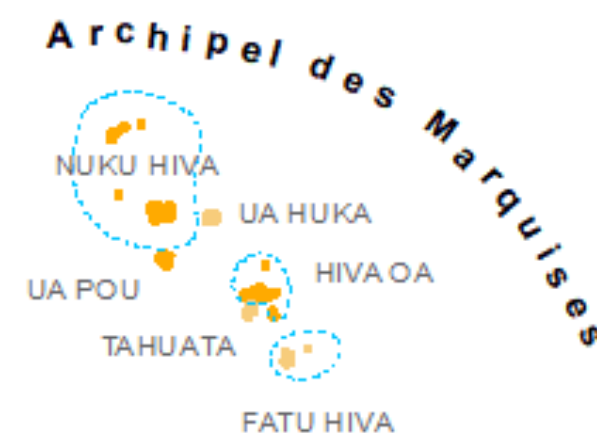 Archipel des Marquises
NUKU HIVA
UA HUKA
HIVA OA
UA POU
TAHUATA
FATU HIVA